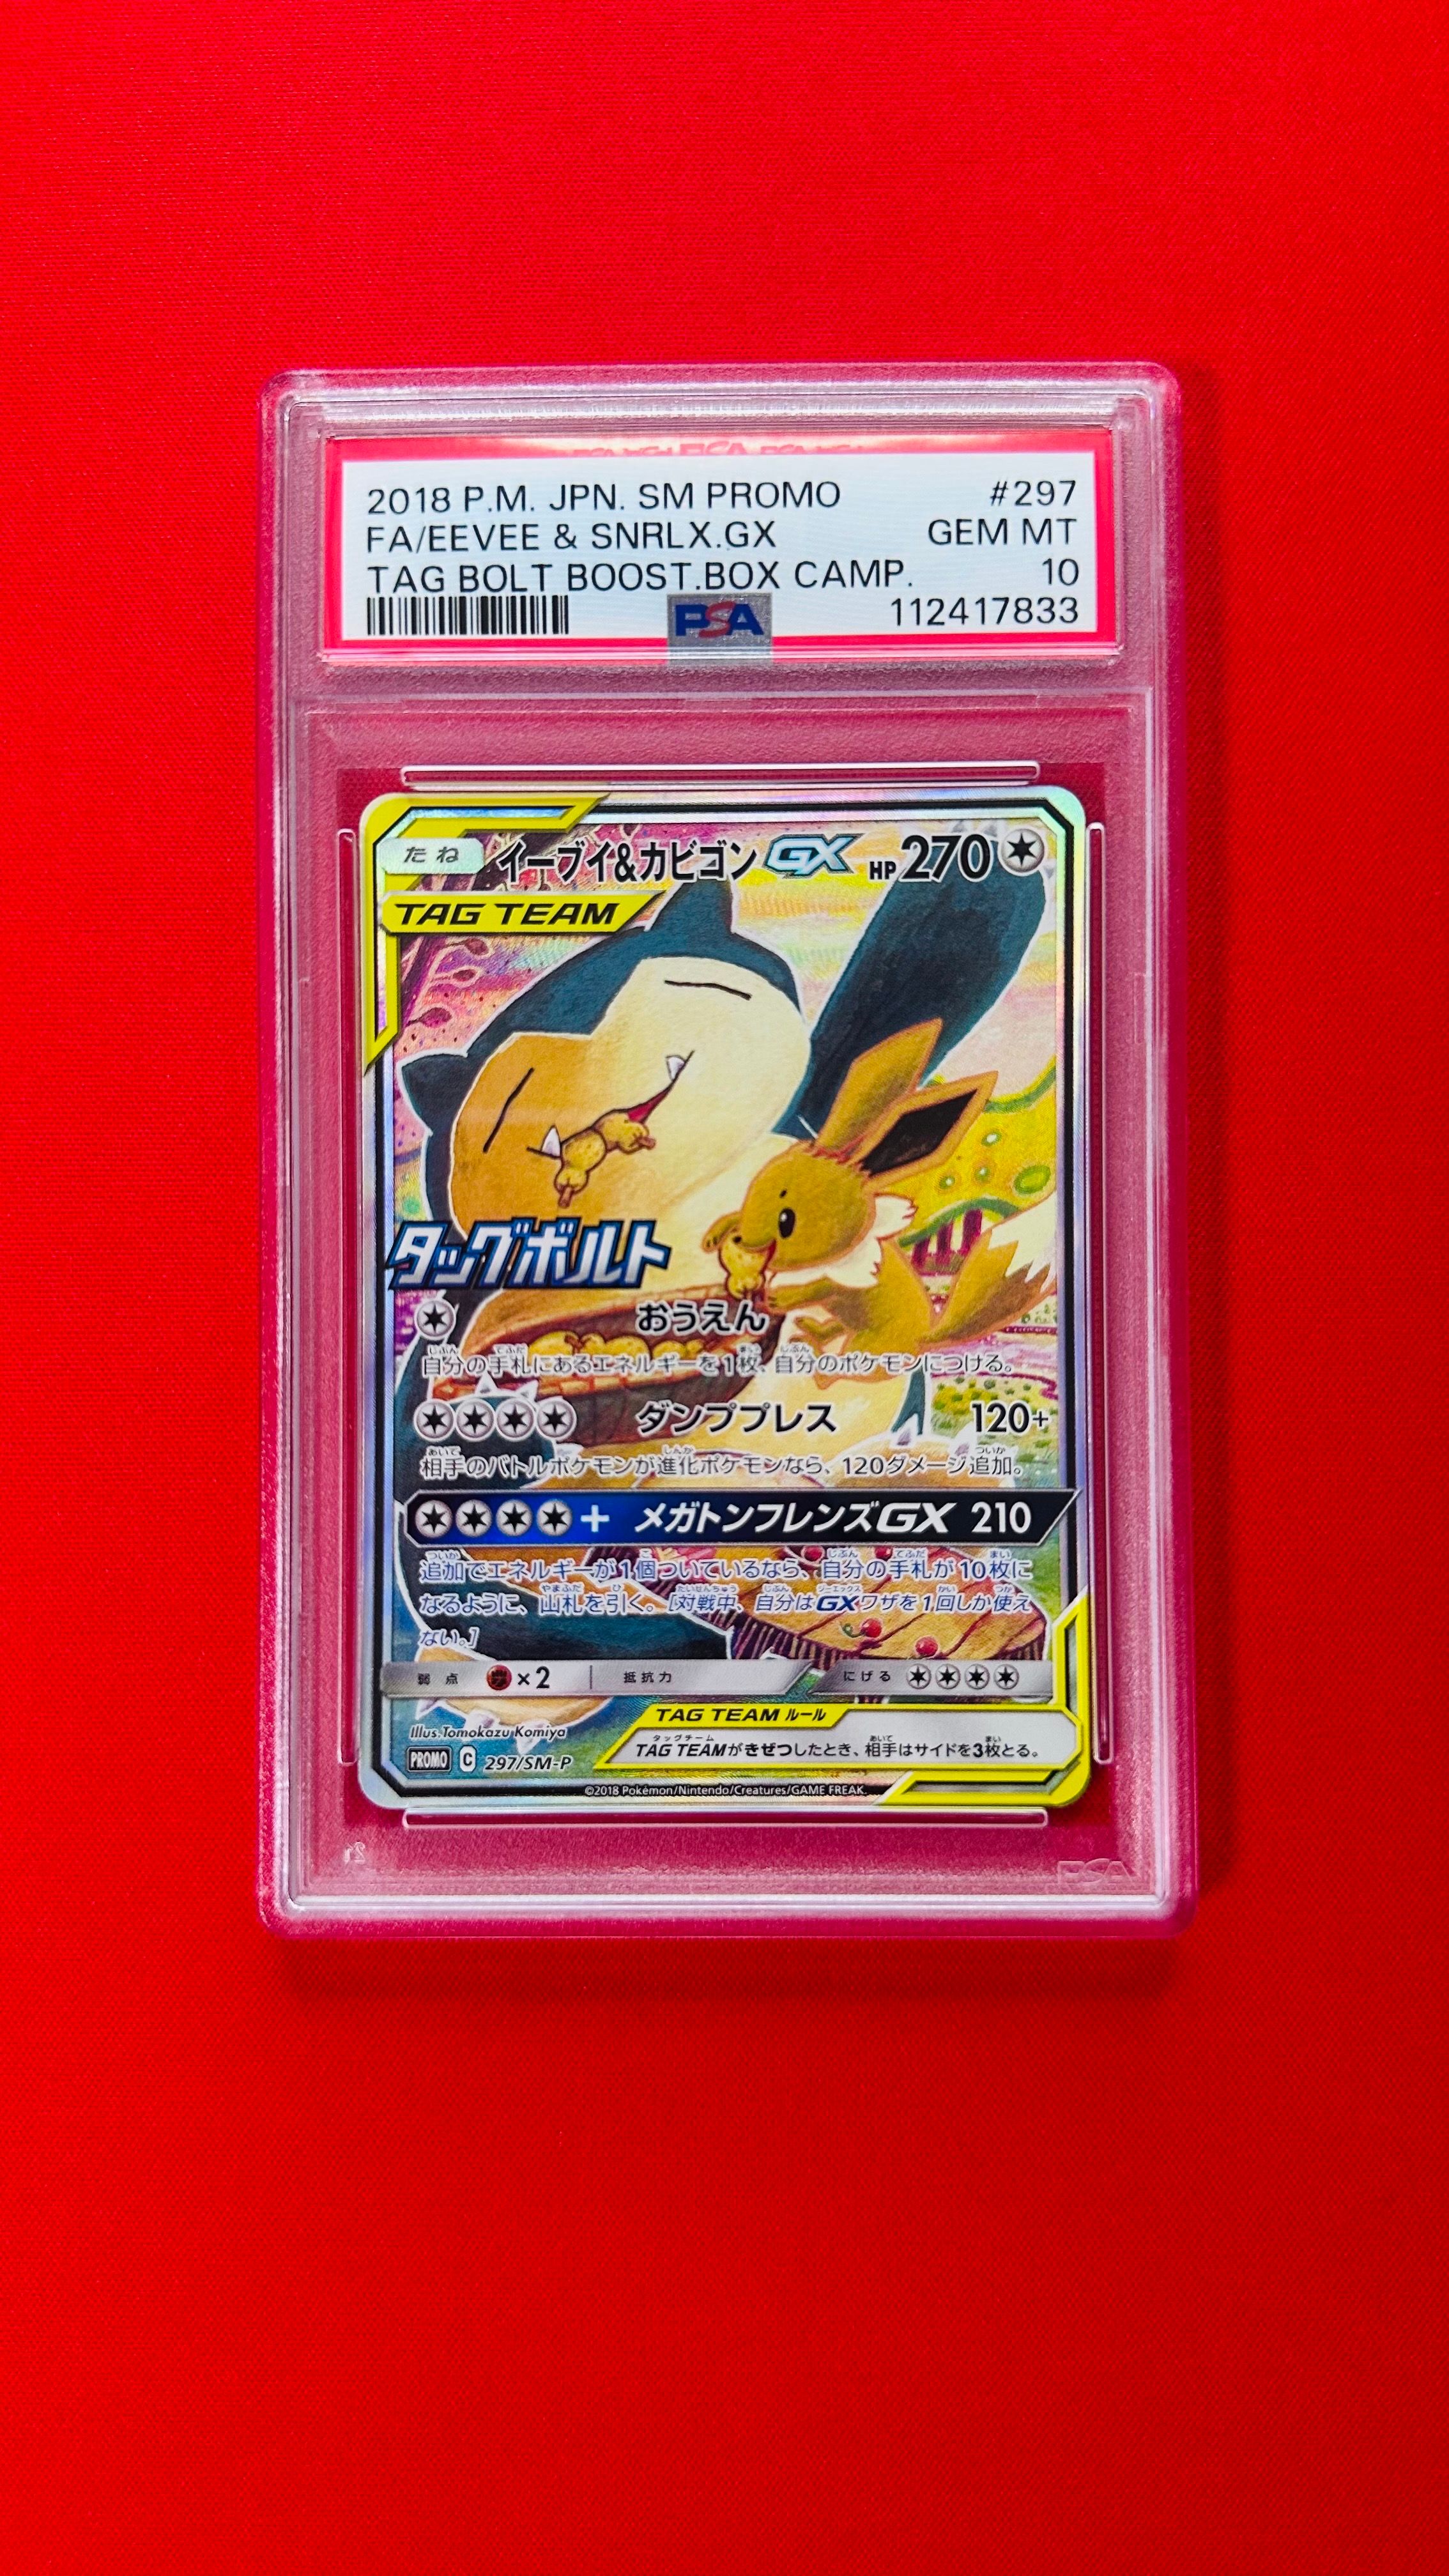 2018 P.M. JPN. SM PROMO #297
FA/EEVEE & SNRLX.GX GEM MT
TAG BOLT BOOST.BOX CAMP. 10
PSA 112417833
たね イーブイ&カビゴンGX HP270
TAG TEAM
タッグボルト
おうえん
自分の手札にあるエネルギーを1枚、自分のポケモンにつける。
ダンププレス 120+
相手のバトルポケモンが進化ポケモンなら、120ダメージ追加。
+ メガトンフレンズGX 210
追加でエネルギーが1個ついているなら、自分の手札が10枚に
なるように、山札を引く。[対戦中、自分はGXワザを1回しか使え
ない。]
弱点 ×2 抵抗力 にげる
TAG TEAM ルール
Illus. Tomokazu Komiya
TAG TEAMがきぜつしたとき、相手はサイドを3枚とる。
PROMO C 297/SM-P
©2018 Pokémon/Nintendo/Creatures/GAME FREAK.
PSA